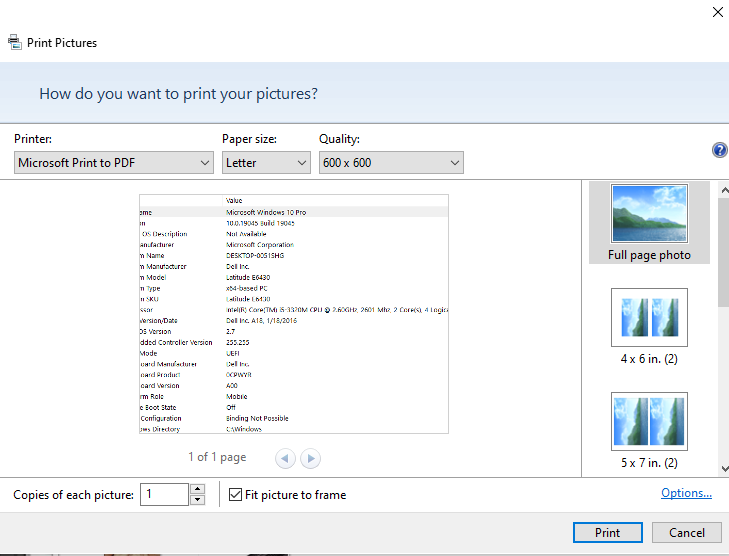 Print Pictures
How do you want to print your pictures?
Printer: Paper size: Quality:
Microsoft Print to PDF Letter 600 x 600
Value
ame Microsoft Windows 10 Pro
on 10.0.19045 Build 19045
OS Description Not Available
anufacturer Microsoft Corporation
m Name DESKTOP-0051SHG
m Manufacturer Dell Inc.
m Model Latitude E6430
m Type x64-based PC
m SKU Latitude E6430
ssor Intel(R) Core(TM) i5-3320M CPU @ 2.60GHz, 2601 Mhz, 2 Core(s), 4 Logica
Version/Date Dell Inc. A18, 1/18/2016
OS Version 2.7
dded Controller Version 255.255
Mode UEFI
oard Manufacturer Dell Inc.
oard Product 0CPWYR
oard Version A00
rm Role Mobile
e Boot State Off
Configuration Binding Not Possible
ows Directory C:\Windows
1 of 1 page
Full page photo
4 x 6 in. (2)
5 x 7 in. (2)
Copies of each picture: 1 Fit picture to frame
Options...
Print Cancel